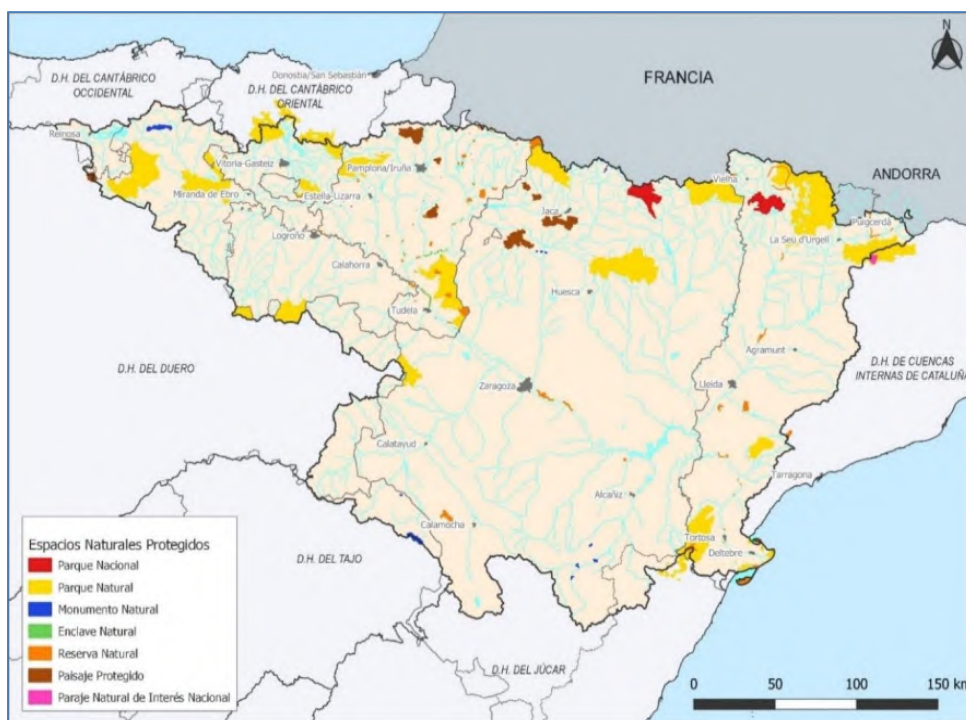 N
D.H. DEL CANTÁBRICO
OCCIDENTAL
Donostia/San Sebastián
D.H. DEL CANTÁBRICO
ORIENTAL
FRANCIA
Reinosa
Vitoria-Gasteiz
Pamplona/Iruña
Vielha
ANDORRA
Miranda de Ebro
Estella-Lizarra
Jaca
Puigcerdà
Logroño
La Seu d'Urgell
Calahorra
Huesca
Tudela
Agramunt
D.H. DEL DUERO
D.H. DE CUENCAS
INTERNAS DE CATALUÑA
Zaragoza
Lleida
Calatayud
Tarragona
Alcañiz
Calamocha
Tortosa
Deltebre
D.H. DEL TAJO
D.H. DEL JÚCAR
Espacios Naturales Protegidos
Parque Nacional
Parque Natural
Monumento Natural
Enclave Natural
Reserva Natural
Paisaje Protegido
Paraje Natural de Interés Nacional
0 50 100 150 km